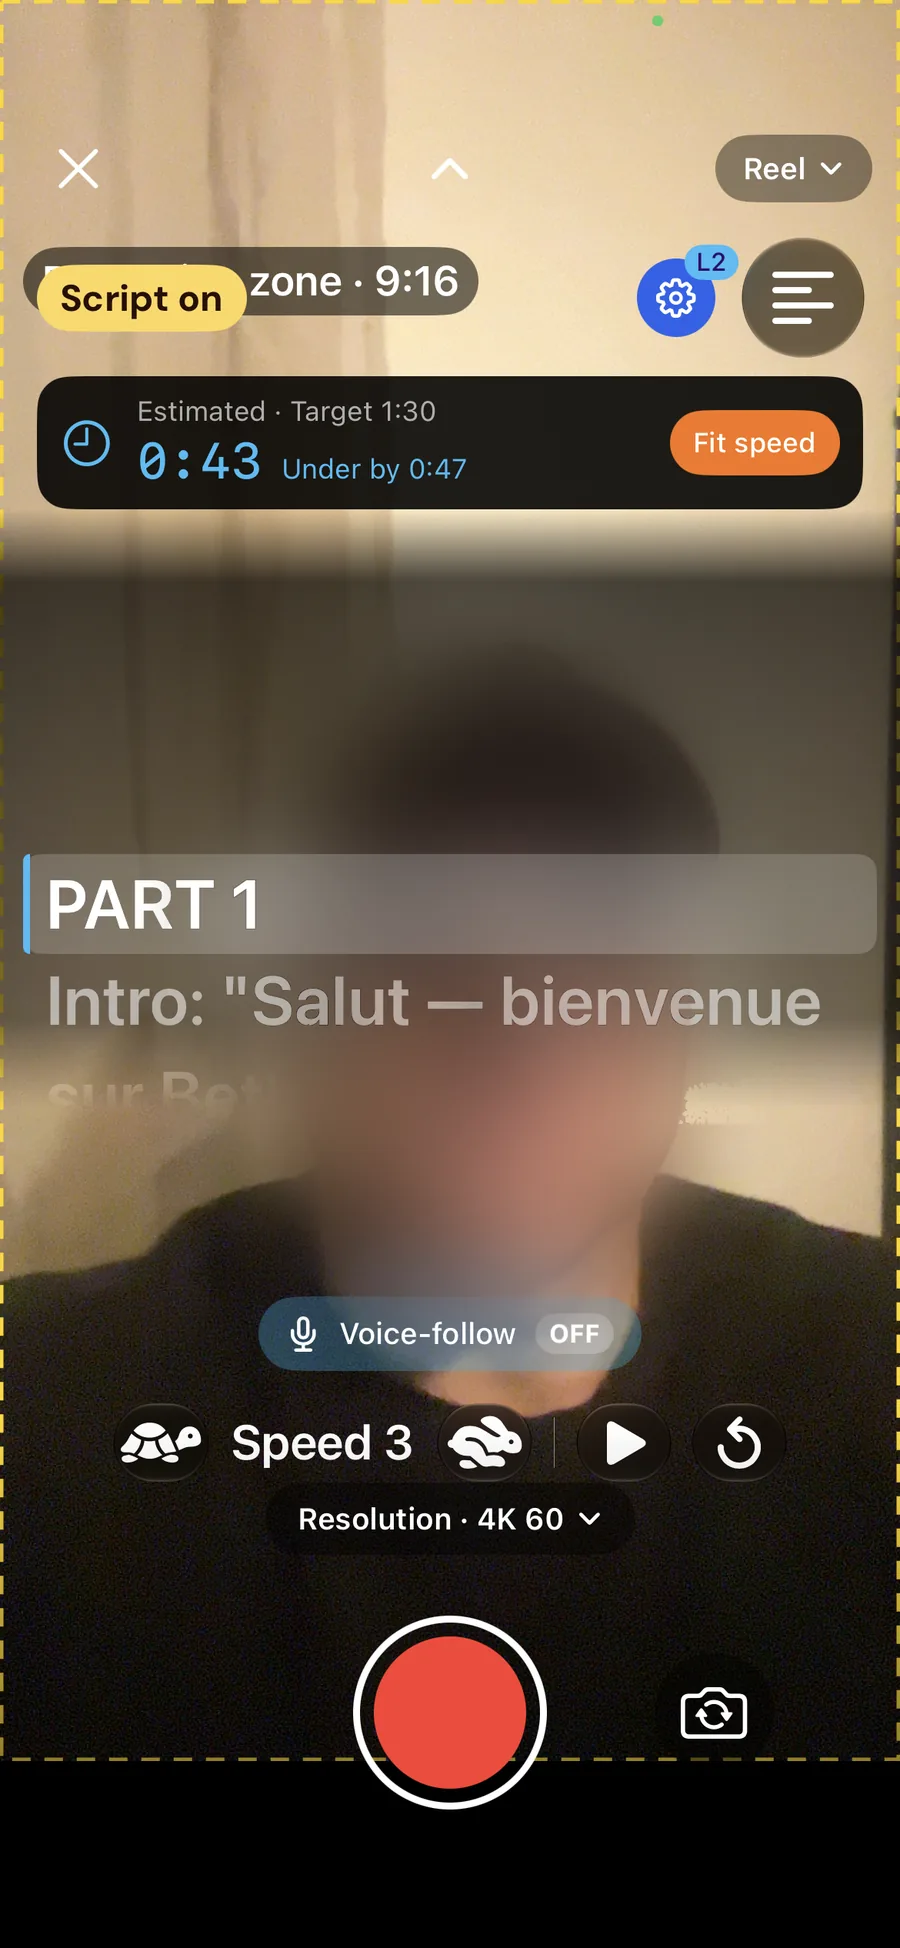 Reel
zone · 9:16
Script on
L2
Estimated · Target 1:30
0:43 Under by 0:47
Fit speed
PART 1
Intro: "Salut — bienvenue
sur
Voice-follow OFF
Speed 3
Resolution · 4K 60